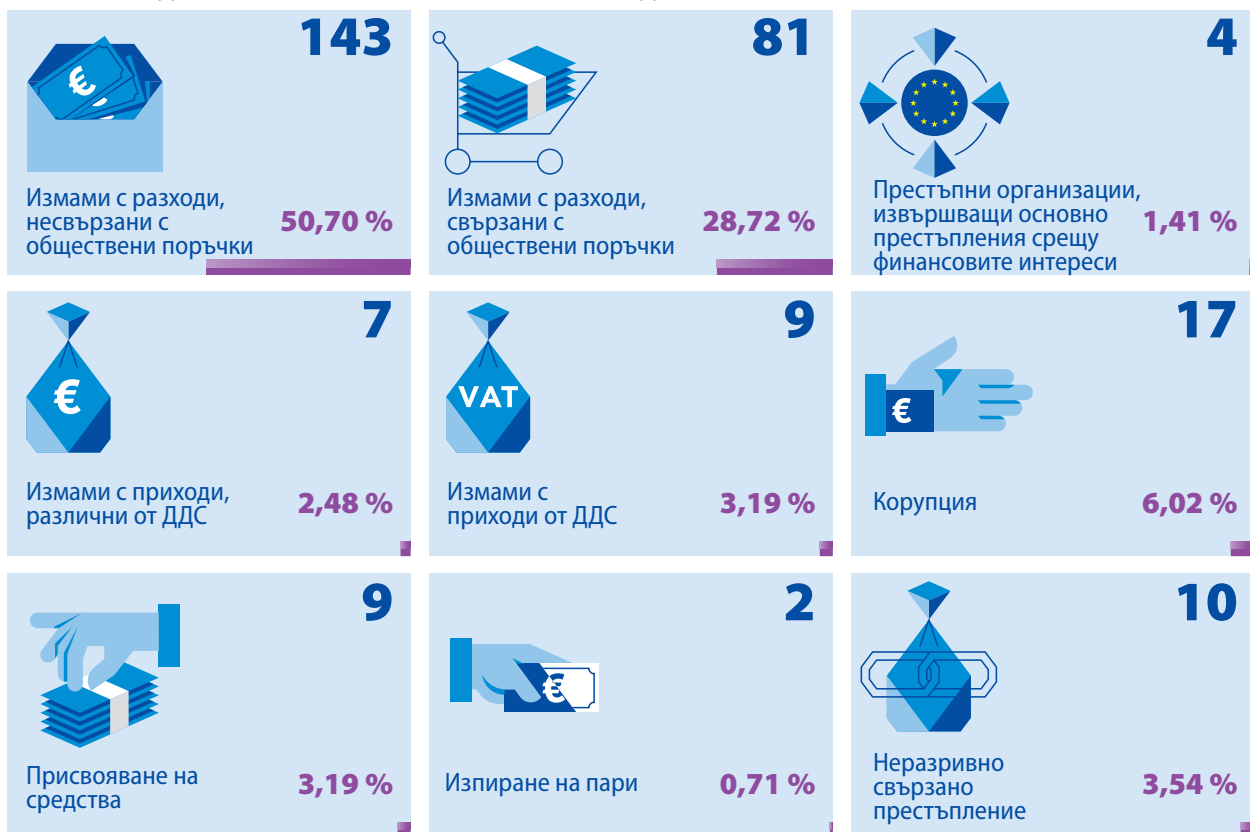 143
Измами с разходи,
несвързани с
обществени поръчки
50,70 %
81
Измами с разходи,
свързани с
обществени поръчки
28,72 %
4
Престъпни организации,
извършващи основно
престъпления срещу
финансовите интереси
1,41 %
€
7
Измами с приходи,
различни от ДДС
2,48 %
VAT
9
Измами с
приходи от ДДС
3,19 %
€
17
Корупция
6,02 %
9
Присвояване на
средства
3,19 %
€
2
Изпиране на пари
0,71 %
10
Неразривно
свързано
престъпление
3,54 %